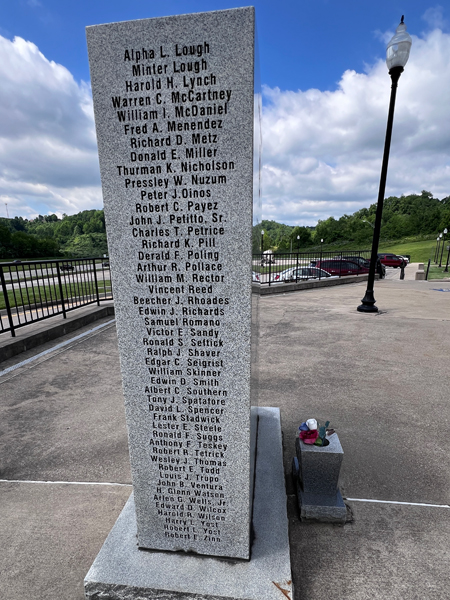 Alpha L. Lough
Minter Lough
Harold H. Lynch
Warren C. McCartney
William I. McDaniel
Fred A. Menendez
Richard D. Metz
Donald E. Miller
Thurman K. Nicholson
Pressley W. Nuzum
Peter J. Oinos
Robert C. Payez
John J. Petitto, Sr.
Charles T. Petrice
Richard K. Pill
Derald F. Poling
Arthur R. Pollace
William M. Rector
Vincent Reed
Beecher J. Rhoades
Edwin J. Richards
Samuel Romano
Victor E. Sandy
Ronald S. Seftick
Ralph J. Shaver
Edgar C. Seigrist
William Skinner
Edwin D. Smith
Albert C. Southern
Tony J. Spatafore
David L. Spencer
Frank Sladwick
Lester E. Steele
Ronald F. Suggs
Anthony F. Teskey
Robert R. Tetrick
Wesley J. Thomas
Robert E. Todd
Louis J. Tropo
John B. Ventura
H. Glenn Watson
Arlen G. Wells, Jr.
Edward D. Wilcox
Harold R. Wilson
Harry L. Yost
Robert L. Yost
Robert F. Zinn